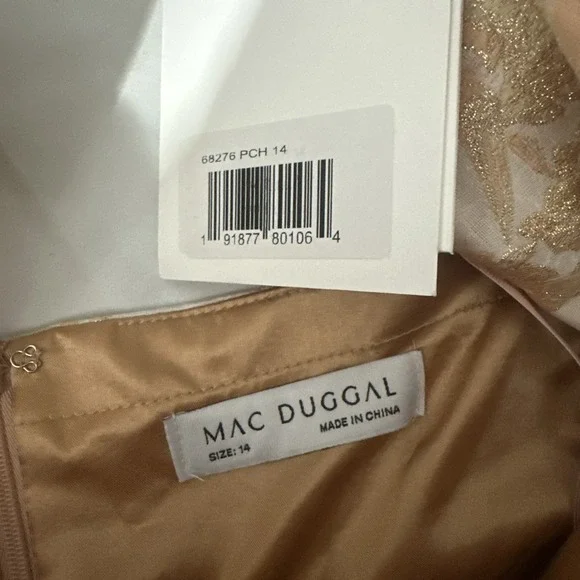 68276 PCH 14
1 91877 80106 4
MAC DUGGAL
SIZE: 14 MADE IN CHINA